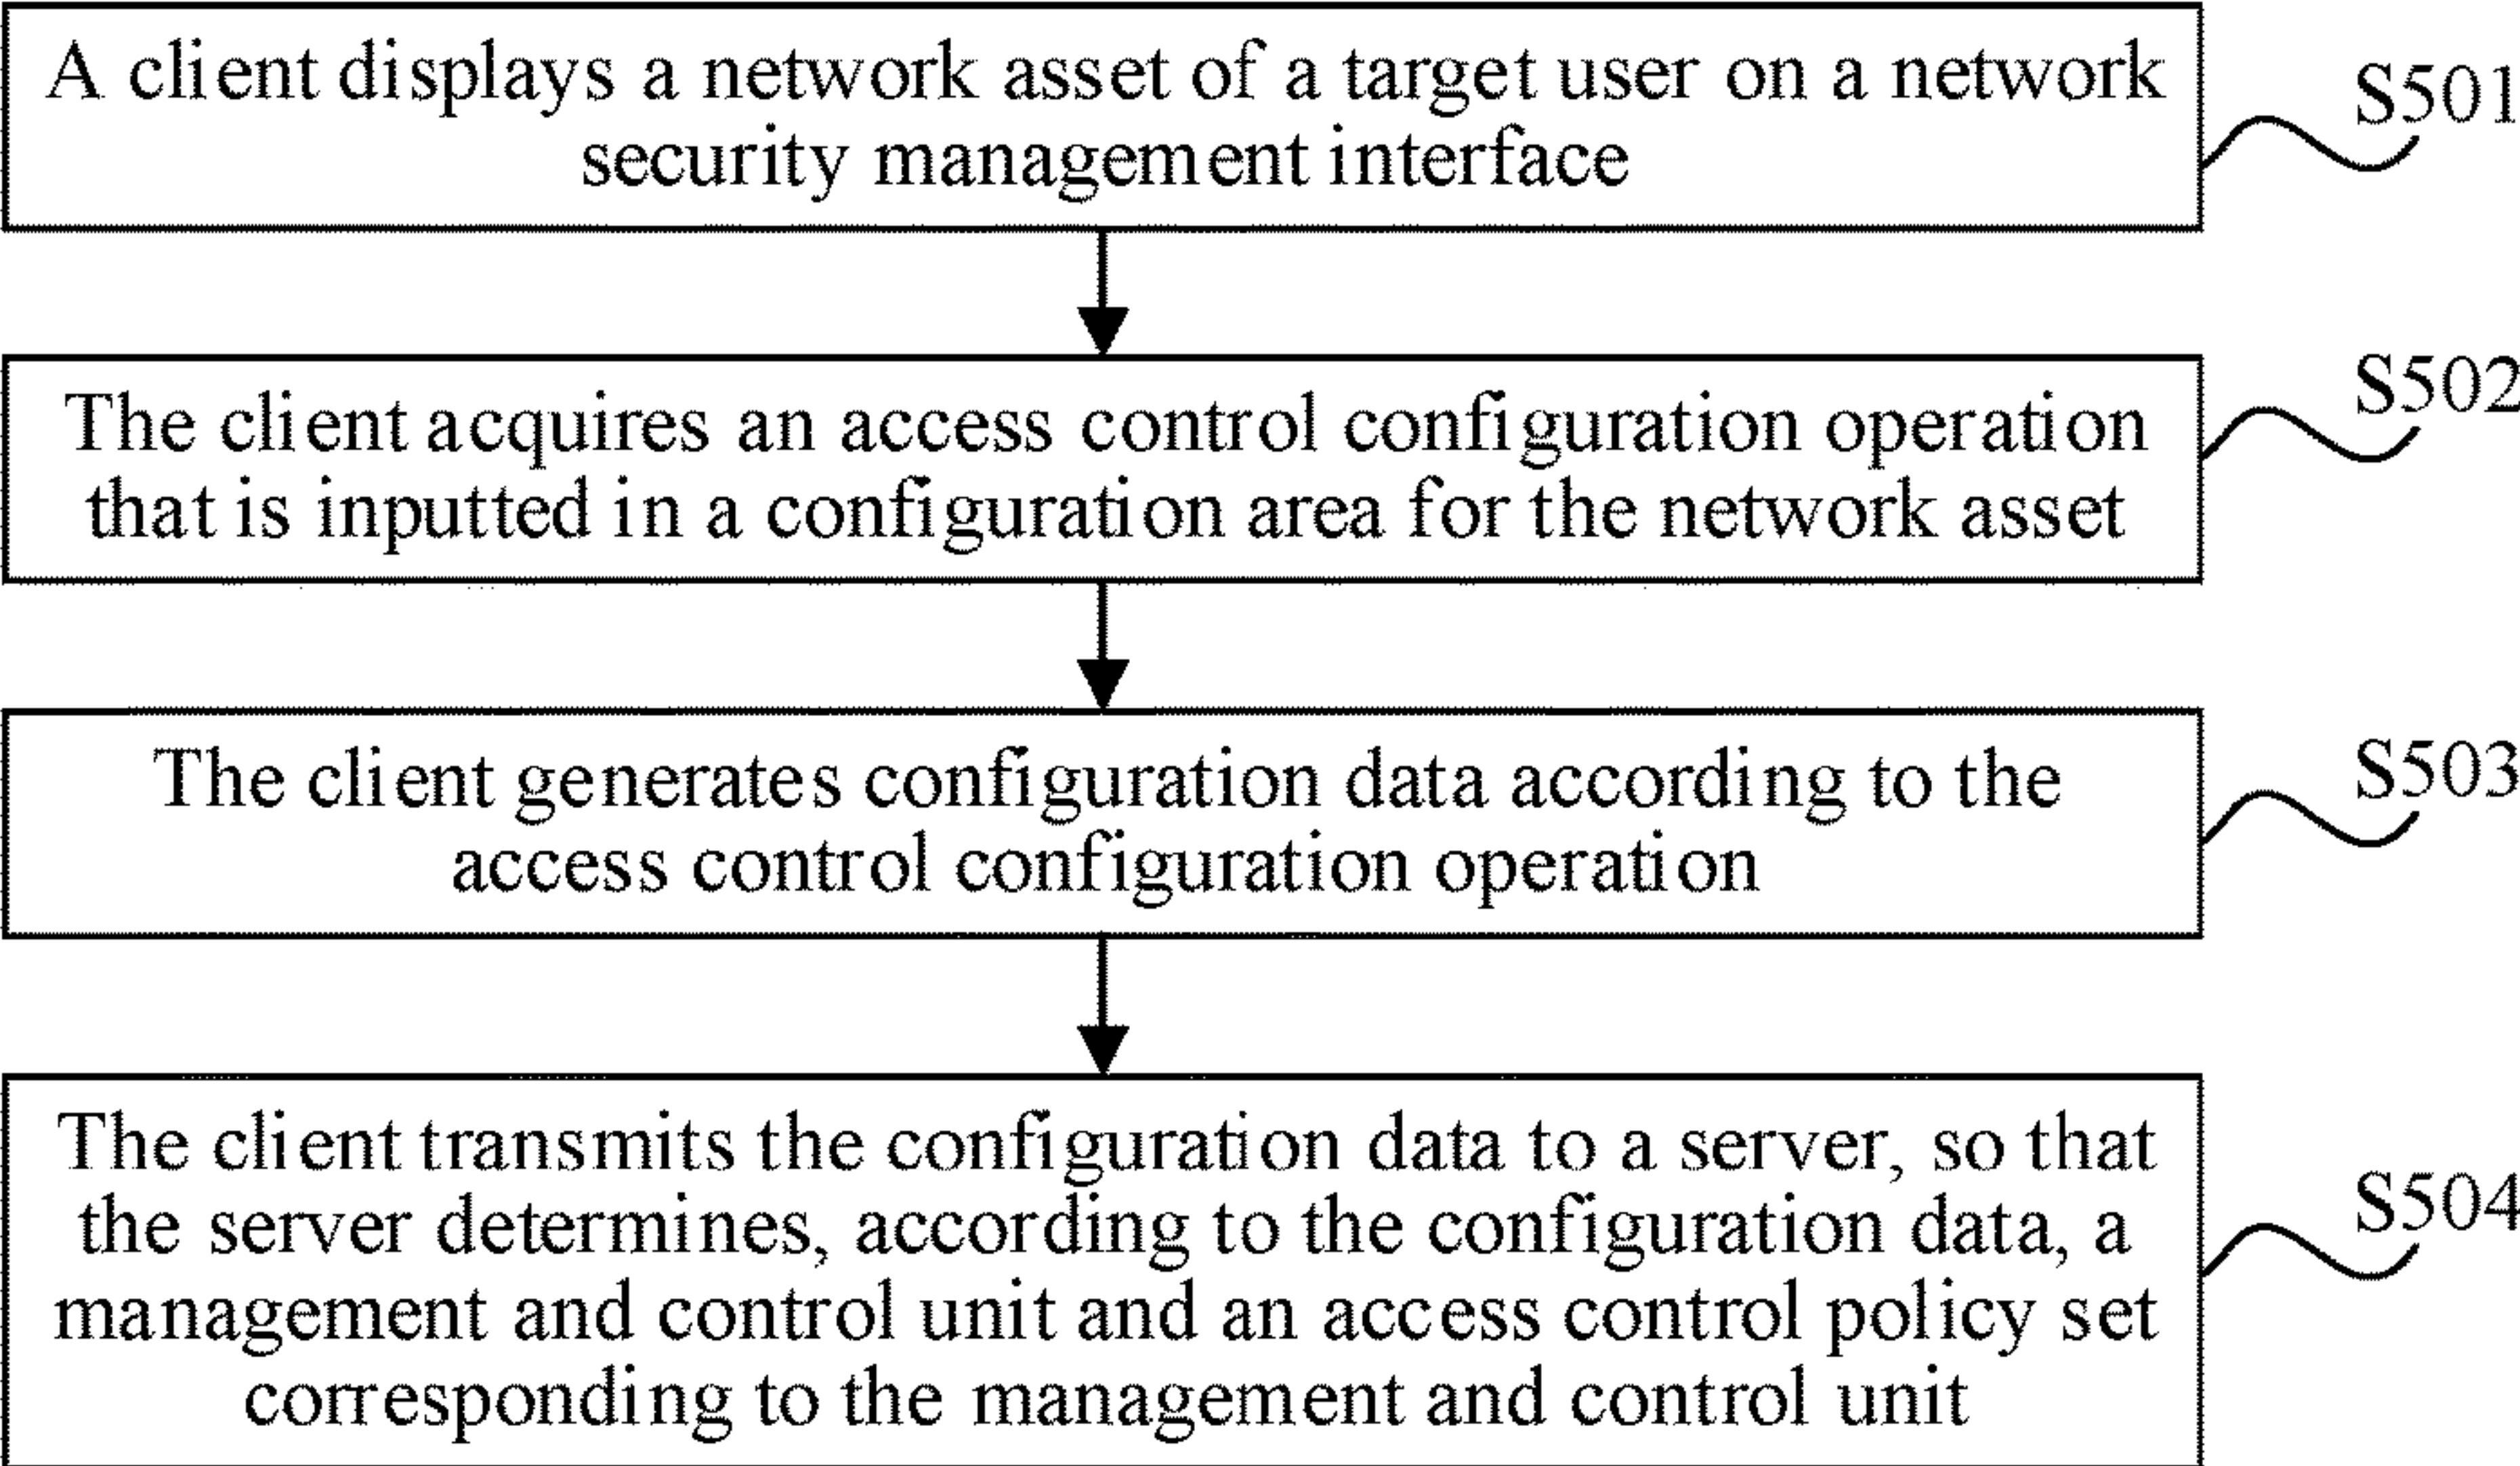 A client displays a network asset of a target user on a network
security management interface
S501
The client acquires an access control configuration operation
that is inputted in a configuration area for the network asset
S502
The client generates configuration data according to the
access control configuration operation
S503
The client transmits the configuration data to a server, so that
the server determines, according to the configuration data, a
management and control unit and an access control policy set
corresponding to the management and control unit
S504